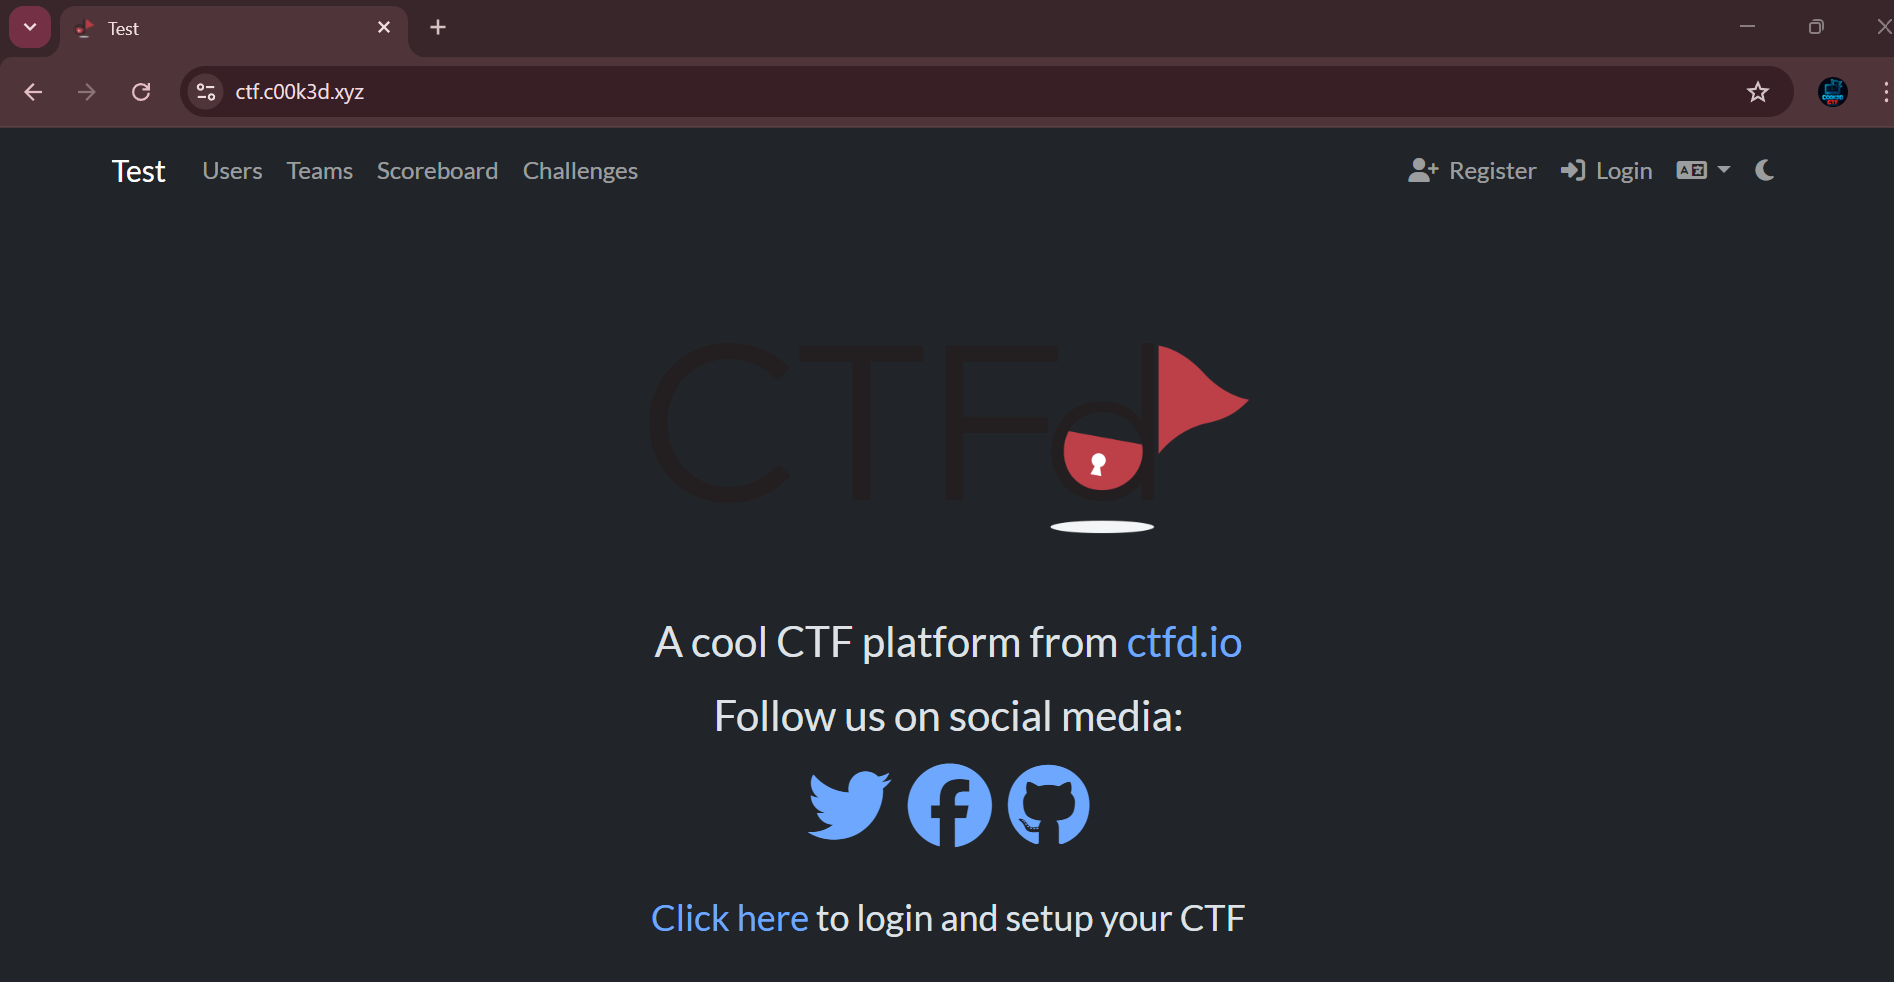 Test
ctf.c00k3d.xyz
Test Users Teams Scoreboard Challenges Register Login
CTFd
A cool CTF platform from ctfd.io
Follow us on social media:
Click here to login and setup your CTF